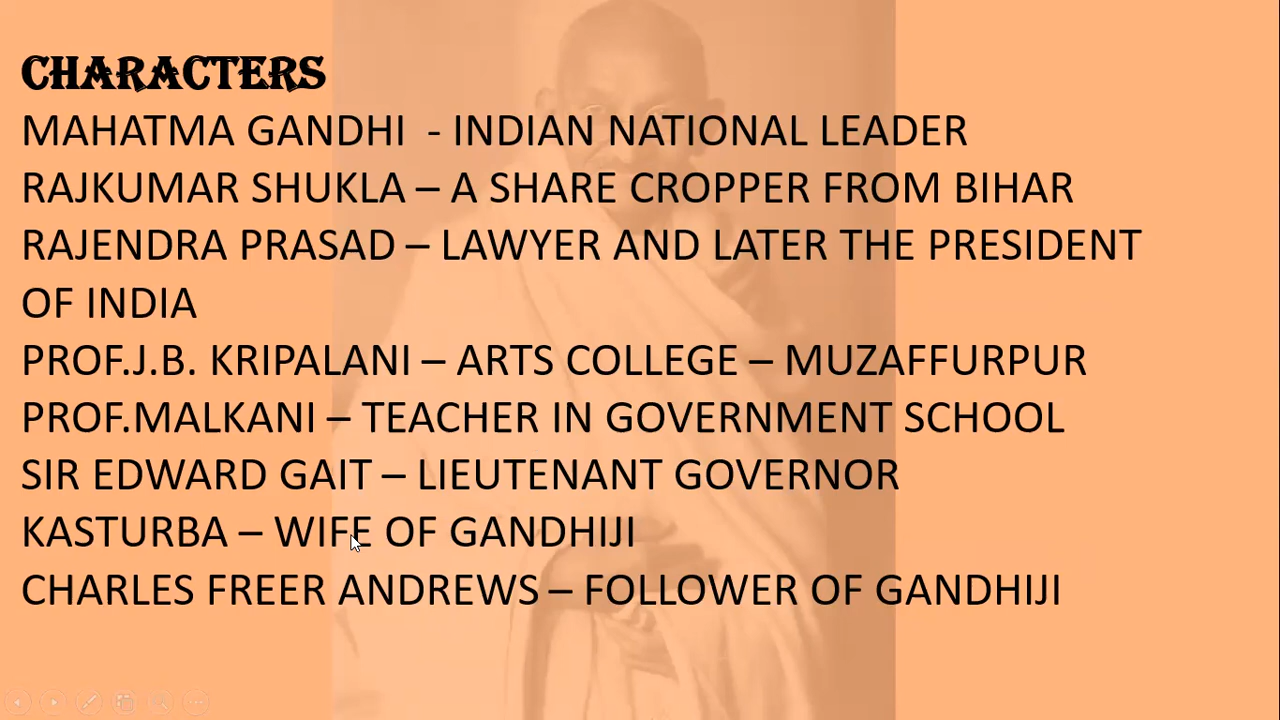 CHARACTERS
MAHATMA GANDHI - INDIAN NATIONAL LEADER
RAJKUMAR SHUKLA – A SHARE CROPPER FROM BIHAR
RAJENDRA PRASAD – LAWYER AND LATER THE PRESIDENT
OF INDIA
PROF.J.B. KRIPALANI – ARTS COLLEGE – MUZAFFURPUR
PROF.MALKANI – TEACHER IN GOVERNMENT SCHOOL
SIR EDWARD GAIT – LIEUTENANT GOVERNOR
KASTURBA – WIFE OF GANDHIJI
CHARLES FREER ANDREWS – FOLLOWER OF GANDHIJI